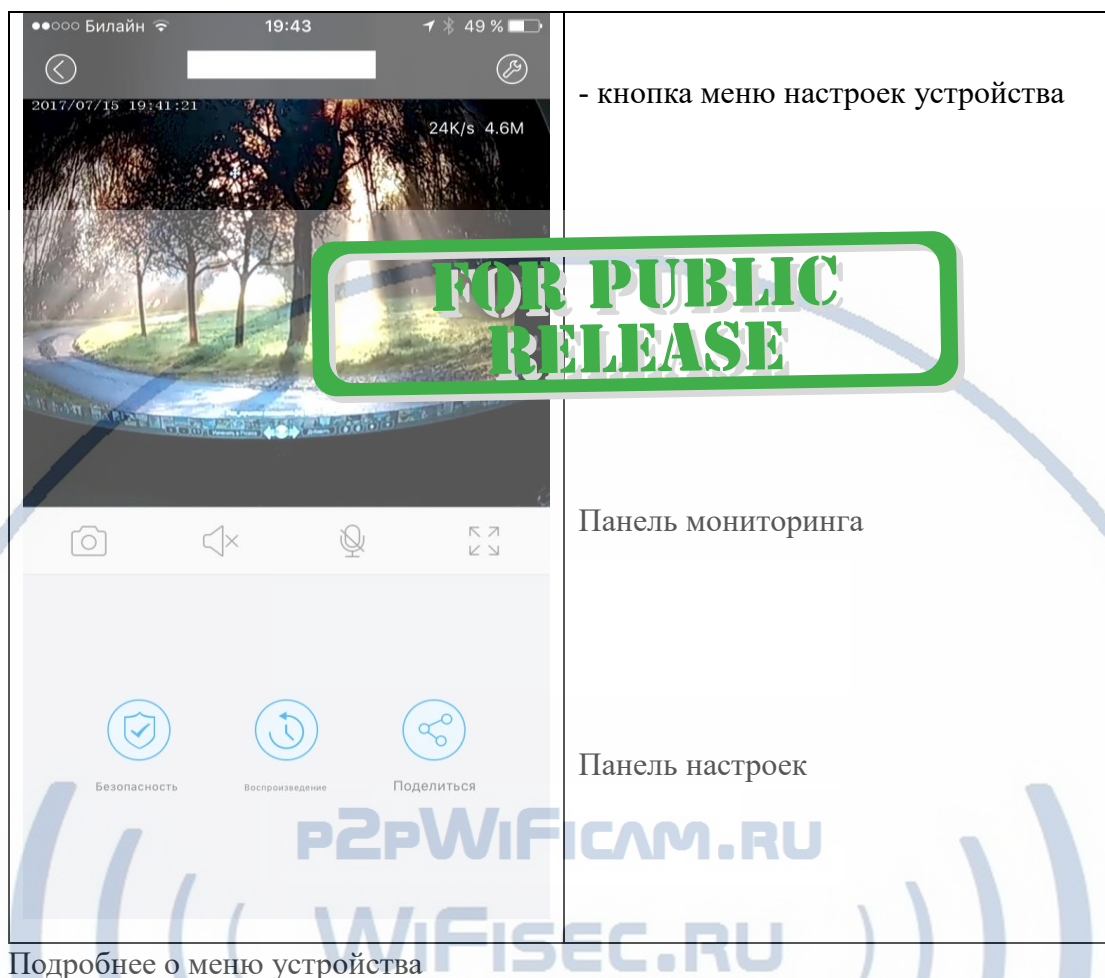 Билайн 19:43 49 %
2017/07/15 19:41:21
24K/s 4.6M
- кнопка меню настроек устройства
FOR PUBLIC
RELEASE
Панель мониторинга
Безопасность Воспроизведение Поделиться
Панель настроек
P2PWIFICAM.RU
WIFISEC.RU
Подробнее о меню устройства